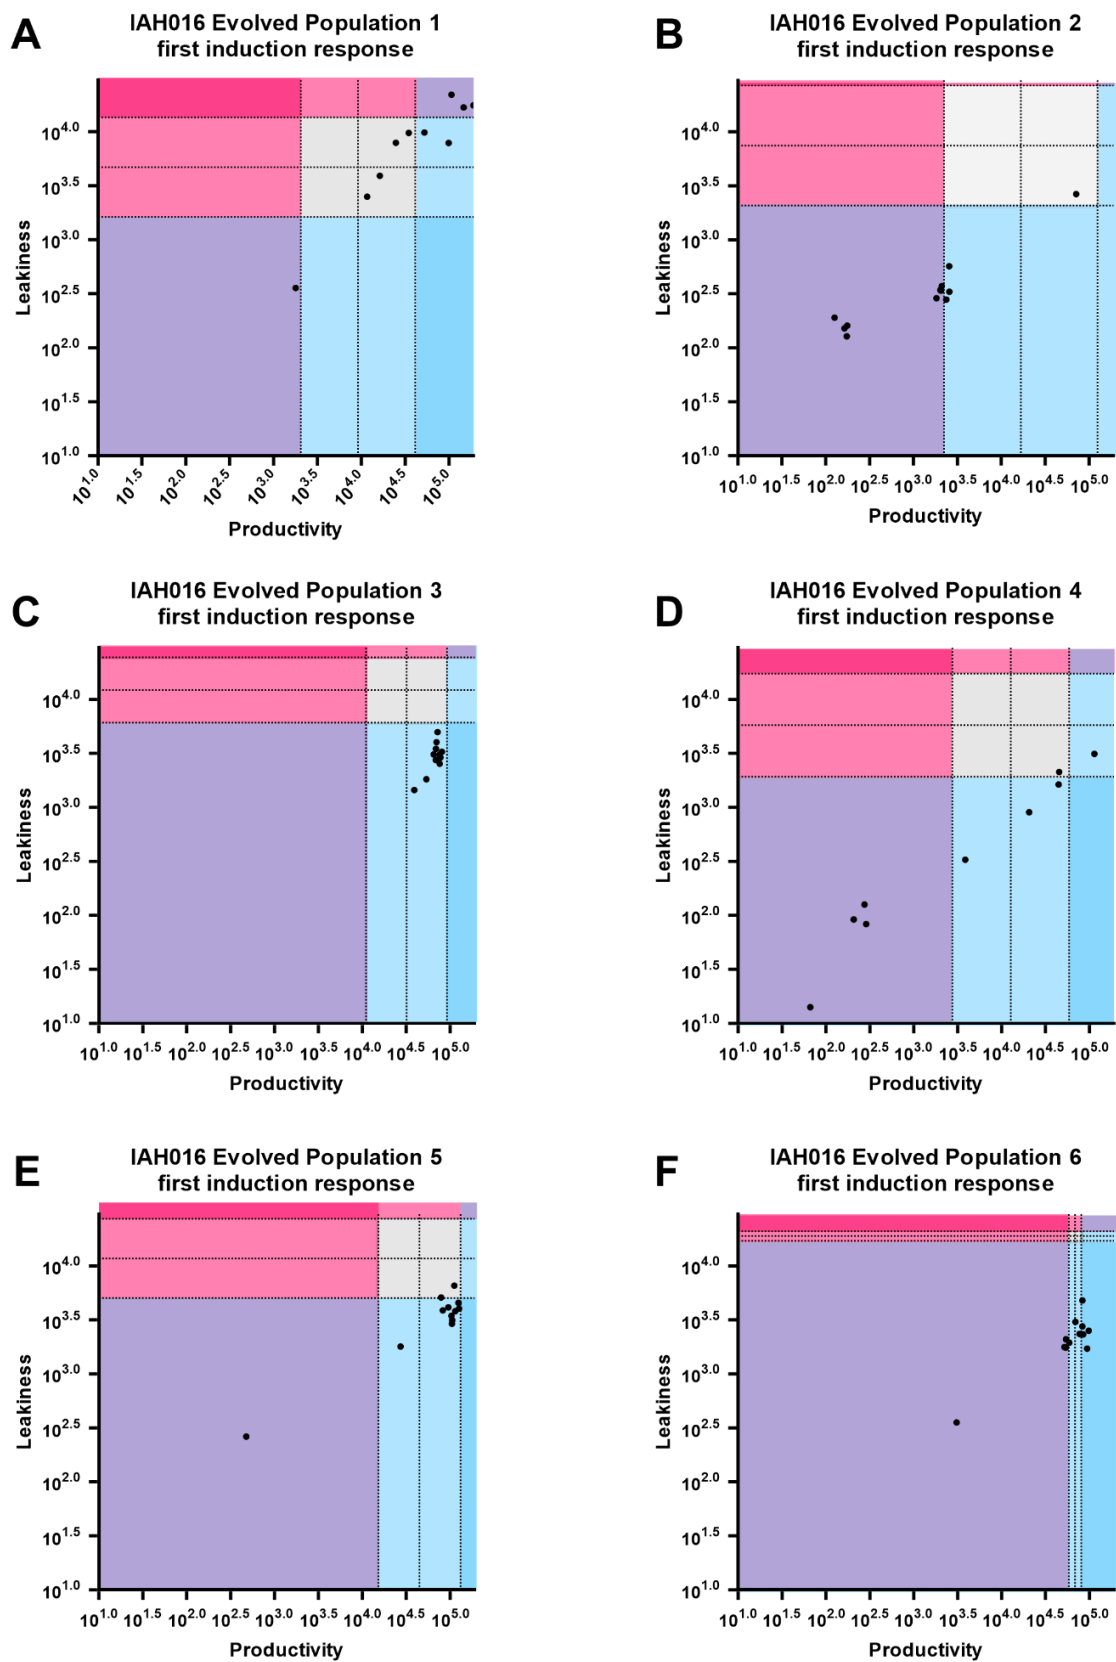 A
IAH016 Evolved Population 1
first induction response
Leakiness
10^4.0
10^3.5
10^3.0
10^2.5
10^2.0
10^1.5
10^1.0
10^1.0 10^1.5 10^2.0 10^2.5 10^3.0 10^3.5 10^4.0 10^4.5 10^5.0
Productivity
B
IAH016 Evolved Population 2
first induction response
Leakiness
10^4.0
10^3.5
10^3.0
10^2.5
10^2.0
10^1.5
10^1.0
10^1.0 10^1.5 10^2.0 10^2.5 10^3.0 10^3.5 10^4.0 10^4.5 10^5.0
Productivity
C
IAH016 Evolved Population 3
first induction response
Leakiness
10^4.0
10^3.5
10^3.0
10^2.5
10^2.0
10^1.5
10^1.0
10^1.0 10^1.5 10^2.0 10^2.5 10^3.0 10^3.5 10^4.0 10^4.5 10^5.0
Productivity
D
IAH016 Evolved Population 4
first induction response
Leakiness
10^4.0
10^3.5
10^3.0
10^2.5
10^2.0
10^1.5
10^1.0
10^1.0 10^1.5 10^2.0 10^2.5 10^3.0 10^3.5 10^4.0 10^4.5 10^5.0
Productivity
E
IAH016 Evolved Population 5
first induction response
Leakiness
10^4.0
10^3.5
10^3.0
10^2.5
10^2.0
10^1.5
10^1.0
10^1.0 10^1.5 10^2.0 10^2.5 10^3.0 10^3.5 10^4.0 10^4.5 10^5.0
Productivity
F
IAH016 Evolved Population 6
first induction response
Leakiness
10^4.0
10^3.5
10^3.0
10^2.5
10^2.0
10^1.5
10^1.0
10^1.0 10^1.5 10^2.0 10^2.5 10^3.0 10^3.5 10^4.0 10^4.5 10^5.0
Productivity